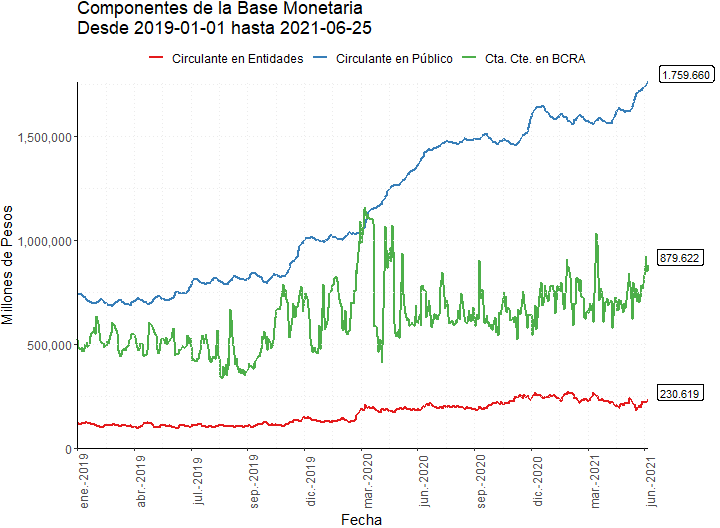 Componentes de la Base Monetaria
Desde 2019-01-01 hasta 2021-06-25
Circulante en Entidades Circulante en Público Cta. Cte. en BCRA
1.759.660
1,500,000
1,000,000
879.622
500,000
230.619
0
Millones de Pesos
ene.-2019 abr.-2019 jul.-2019 sep.-2019 dic.-2019 mar.-2020 jun.-2020 sep.-2020 dic.-2020 mar.-2021 jun.-2021
Fecha